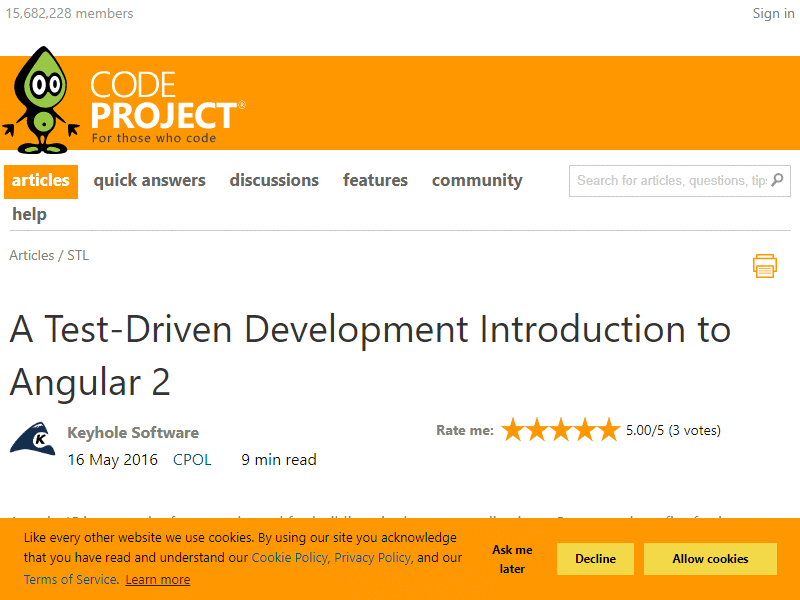 15,682,228 members
Sign in
CODE
PROJECT®
For those who code
articles
quick answers
discussions
features
community
Search for articles, questions, tips
help
Articles / STL
A Test-Driven Development Introduction to
Angular 2
K
Keyhole Software
Rate me:
5.00/5 (3 votes)
16 May 2016
CPOL
9 min read
Like every other website we use cookies. By using our site you acknowledge
that you have read and understand our Cookie Policy, Privacy Policy, and our
Terms of Service. Learn more
Ask me
later
Decline
Allow cookies